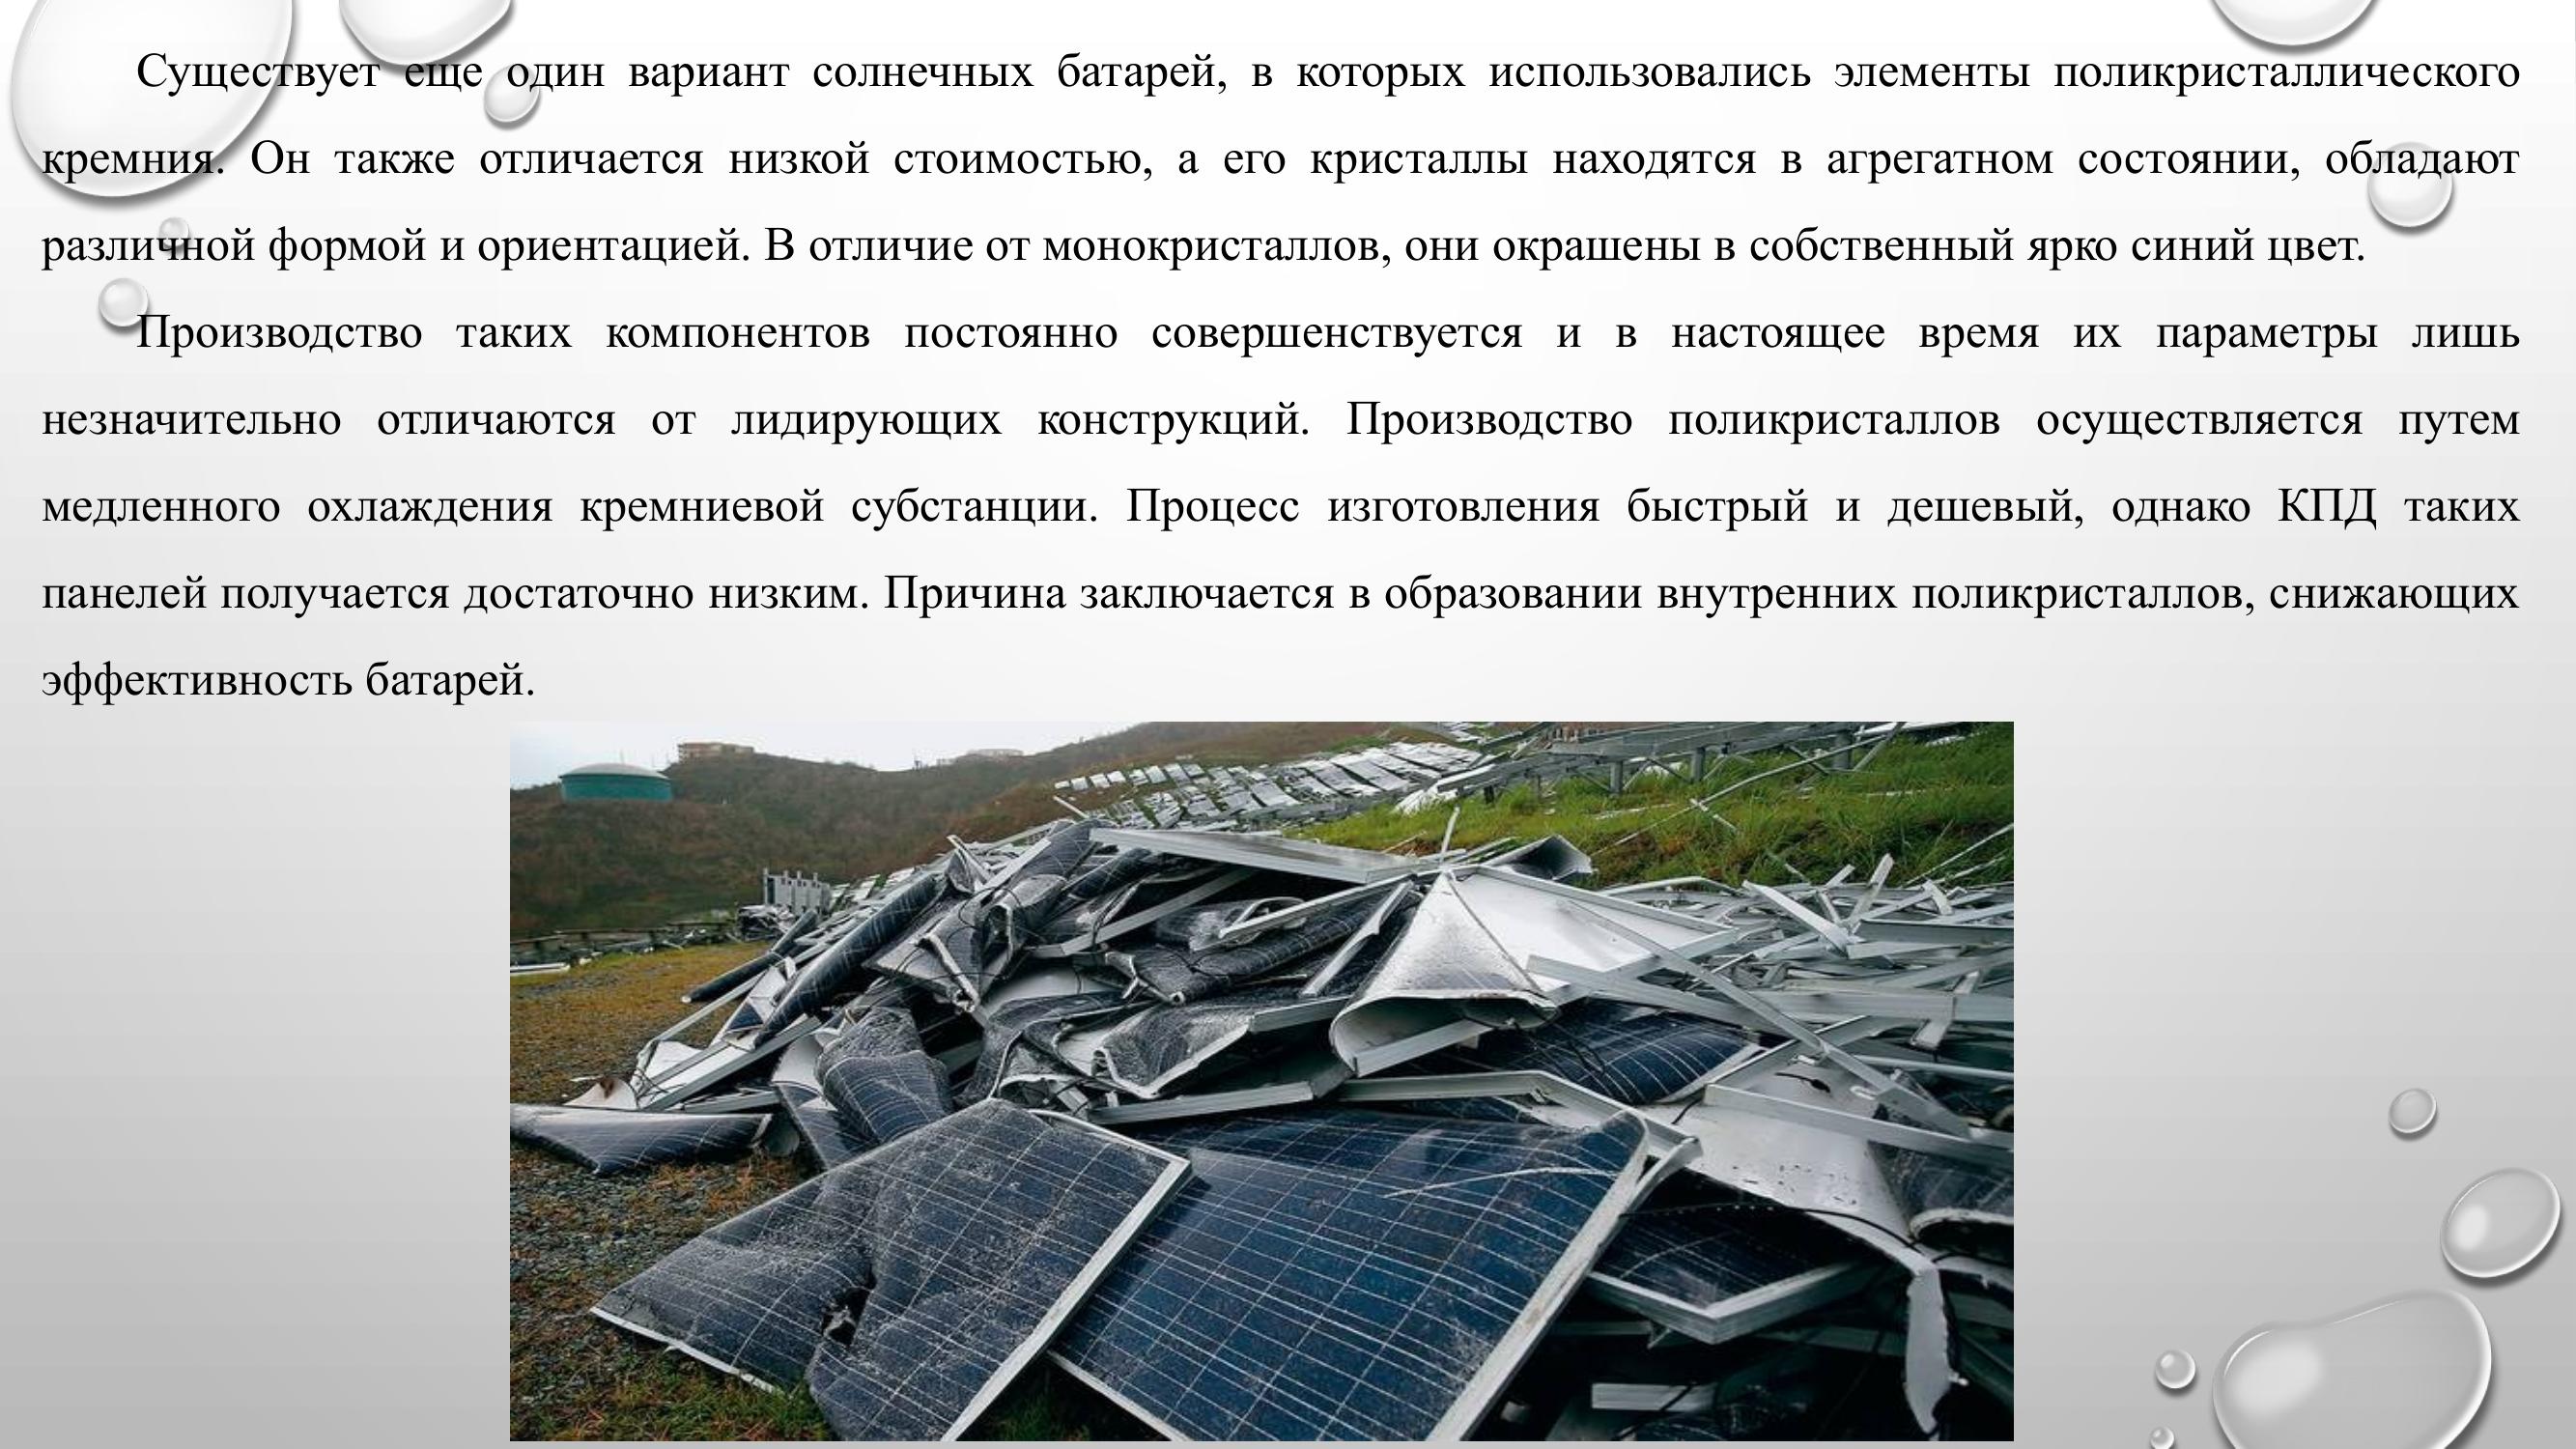 Существует еще один вариант солнечных батарей, в которых использовались элементы поликристаллического
кремния. Он также отличается низкой стоимостью, а его кристаллы находятся в агрегатном состоянии, обладают
различной формой и ориентацией. В отличие от монокристаллов, они окрашены в собственный ярко синий цвет.
Производство таких компонентов постоянно совершенствуется и в настоящее время их параметры лишь
незначительно отличаются от лидирующих конструкций. Производство поликристаллов осуществляется путем
медленного охлаждения кремниевой субстанции. Процесс изготовления быстрый и дешевый, однако КПД таких
панелей получается достаточно низким. Причина заключается в образовании внутренних поликристаллов, снижающих
эффективность батарей.